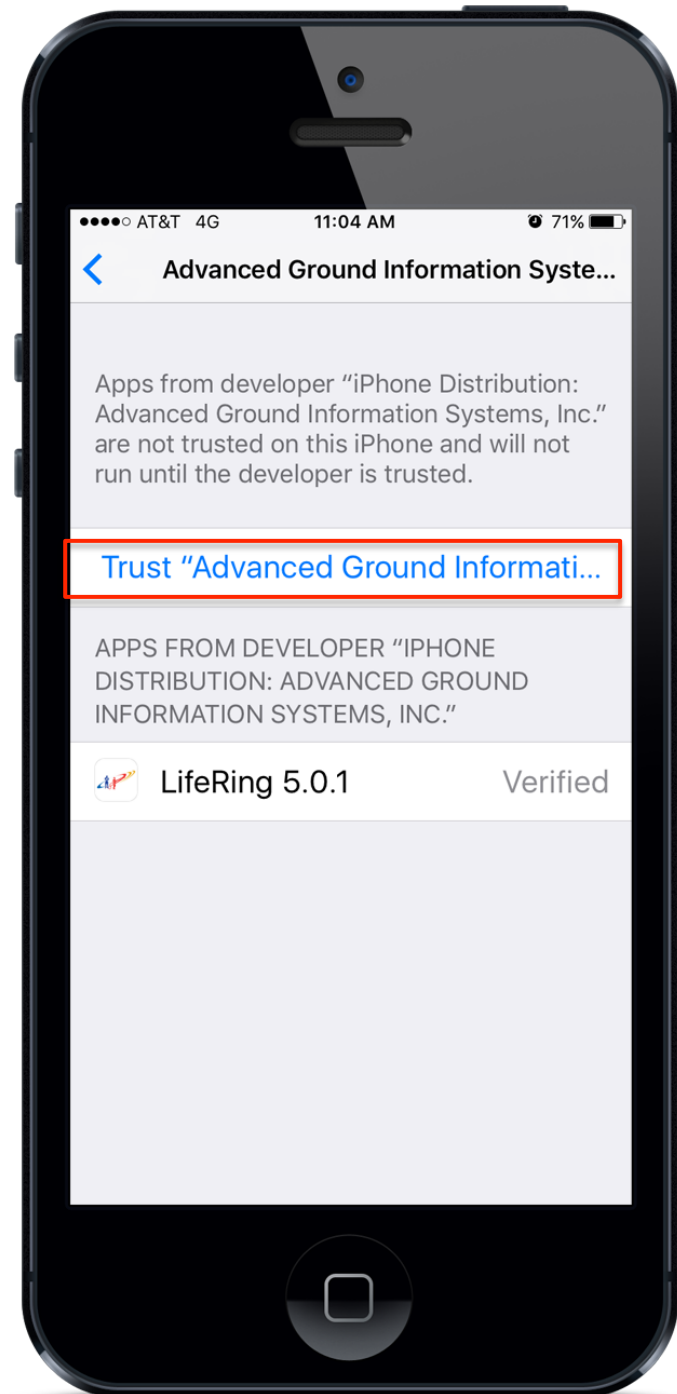 AT&T 4G 11:04 AM 71%
Advanced Ground Information Syste...
Apps from developer “iPhone Distribution:
Advanced Ground Information Systems, Inc.”
are not trusted on this iPhone and will not
run until the developer is trusted.
Trust “Advanced Ground Informati...
APPS FROM DEVELOPER “IPHONE
DISTRIBUTION: ADVANCED GROUND
INFORMATION SYSTEMS, INC.”
LifeRing 5.0.1 Verified